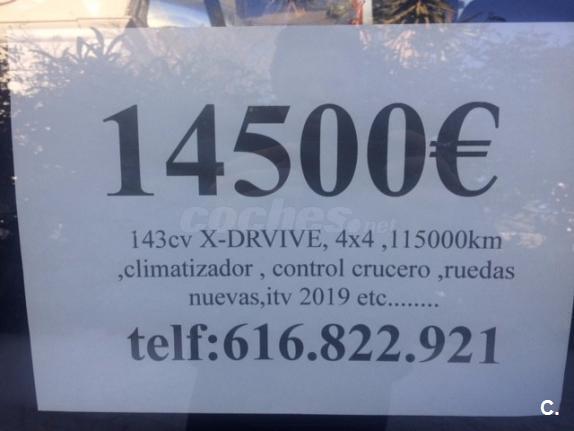 14500€
coches.net
143cv X-DRVIVE, 4x4 ,115000km
,climatizador , control crucero ,ruedas
nuevas,itv 2019 etc........
telf:616.822.921
C.